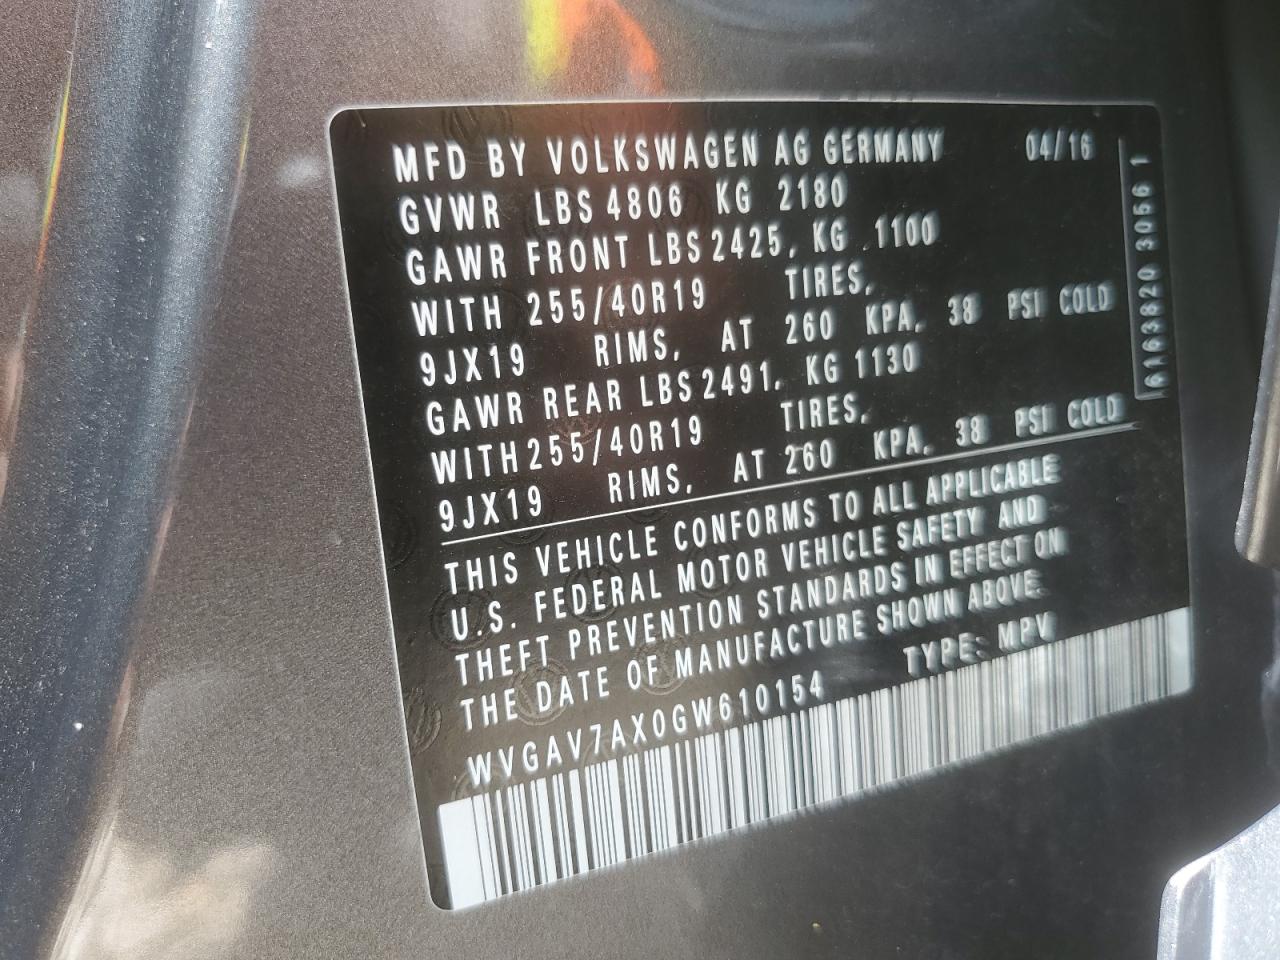 MFD BY VOLKSWAGEN AG GERMANY 04/16
GVWR LBS 4806 KG 2180
GAWR FRONT LBS 2425, KG 1100
WITH 255/40R19 TIRES,
9JX19 RIMS, AT 260 KPA, 38 PSI COLD
GAWR REAR LBS 2491, KG 1130
WITH 255/40R19 TIRES,
9JX19 RIMS, AT 260 KPA, 38 PSI COLD
THIS VEHICLE CONFORMS TO ALL APPLICABLE
U.S. FEDERAL MOTOR VEHICLE SAFETY AND
THEFT PREVENTION STANDARDS IN EFFECT ON
THE DATE OF MANUFACTURE SHOWN ABOVE.
WVGAV7AX0GW610154 TYPE: MPV
6163820 3066 1